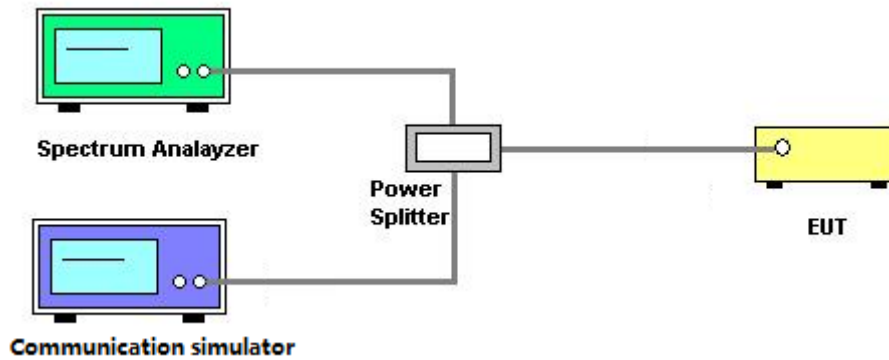 Spectrum Analayzer
Power
Splitter
EUT
Communication simulator